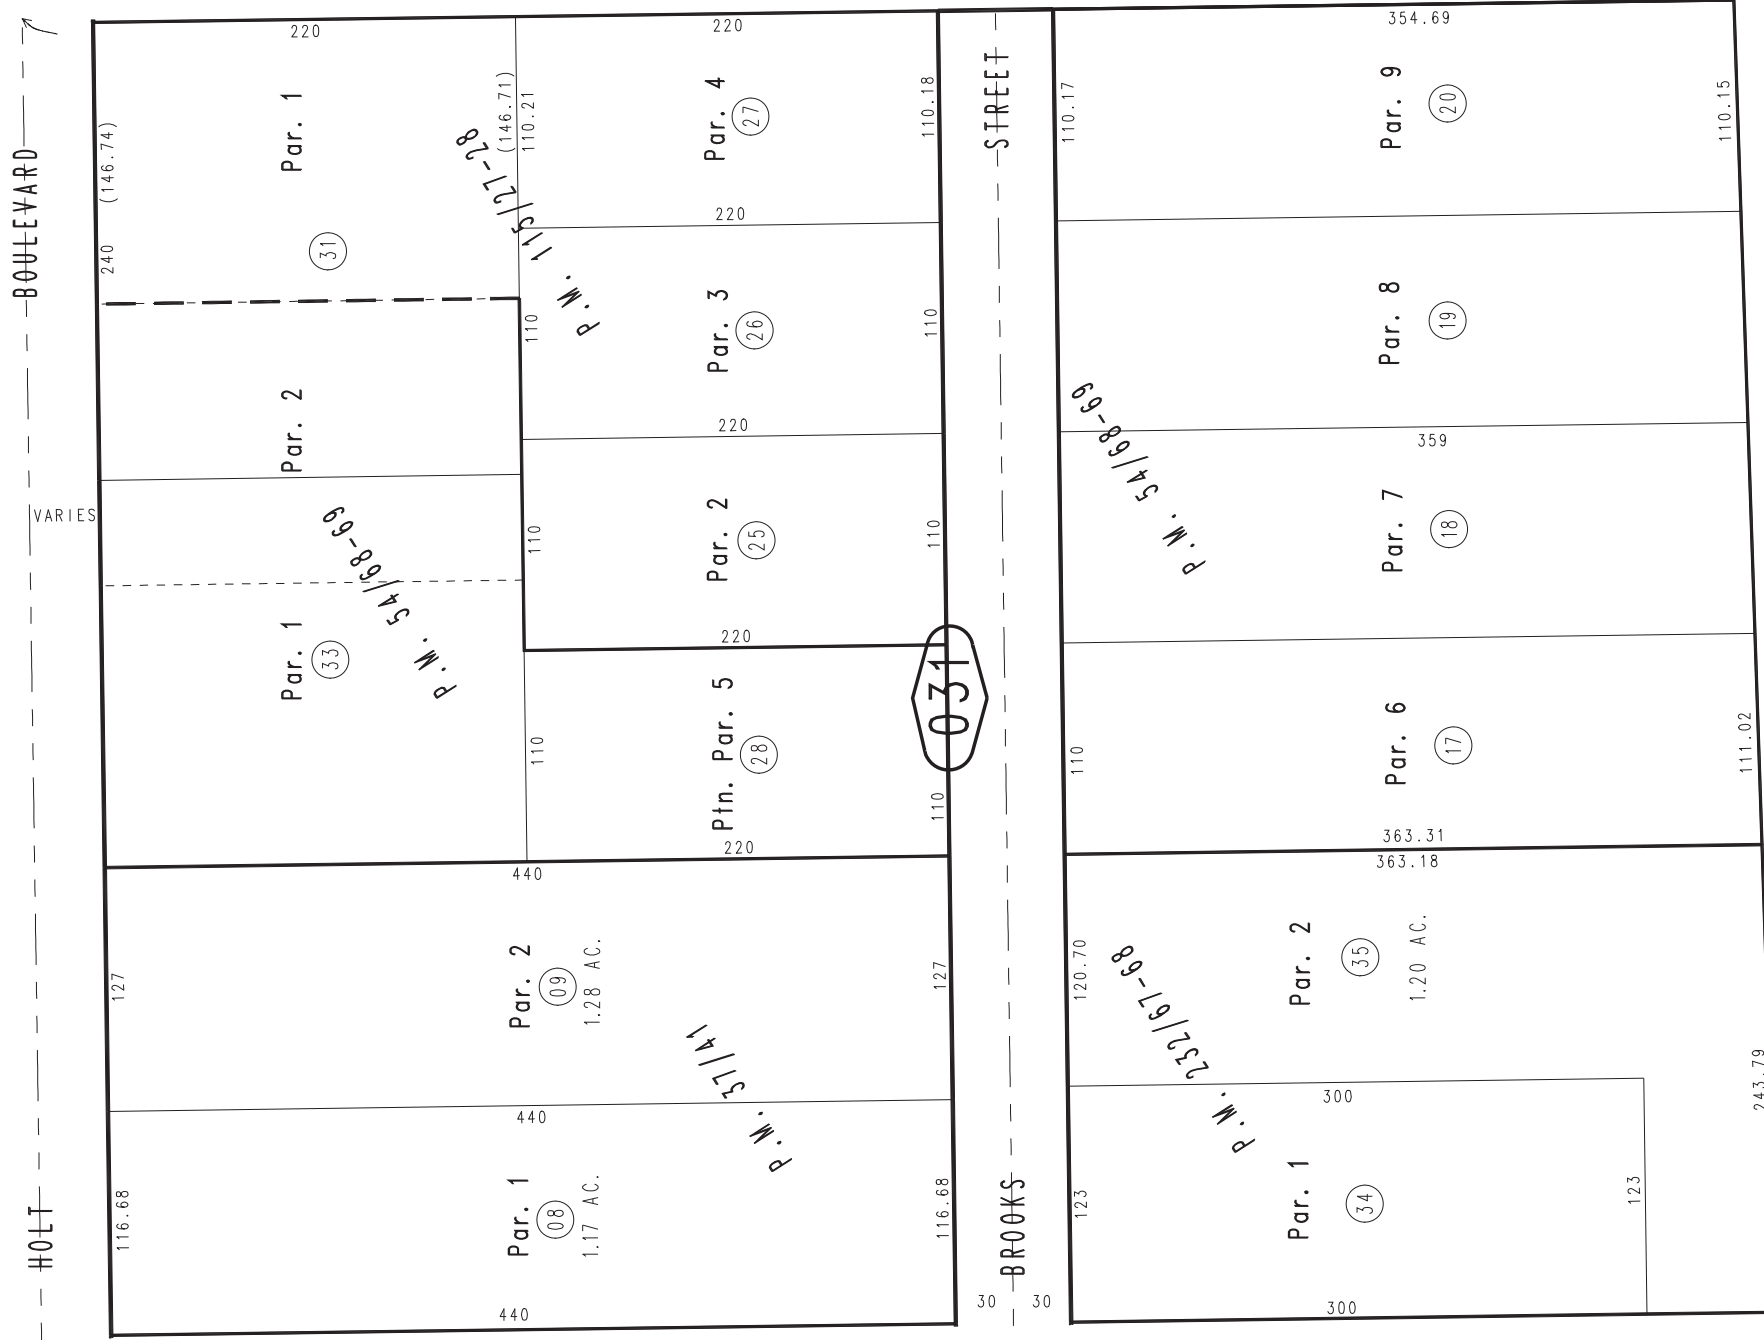 HOLT BOULEVARD
VARIES
220
(146.74)
240
Par. 1
31
(146.71)
110.21
P.M. 115/27-28
220
Par. 4
27
110.18
220
110
Par. 3
26
110
220
110
Par. 2
25
110
220
110
Ptn. Par. 5
28
110
220
Par. 2
Par. 1
33
P.M. 54/68-69
440
127
Par. 2
09
1.28 AC.
127
440
P.M. 37/41
116.68
Par. 1
08
1.17 AC.
116.68
440
031
BROOKS STREET
30
30
354.69
110.17
Par. 9
20
110.15
Par. 8
19
P.M. 54/68-69
359
Par. 7
18
110
Par. 6
17
111.02
363.31
363.18
120.70
P.M. 232/67-68
Par. 2
35
1.20 AC.
243.79
300
123
Par. 1
34
123
300